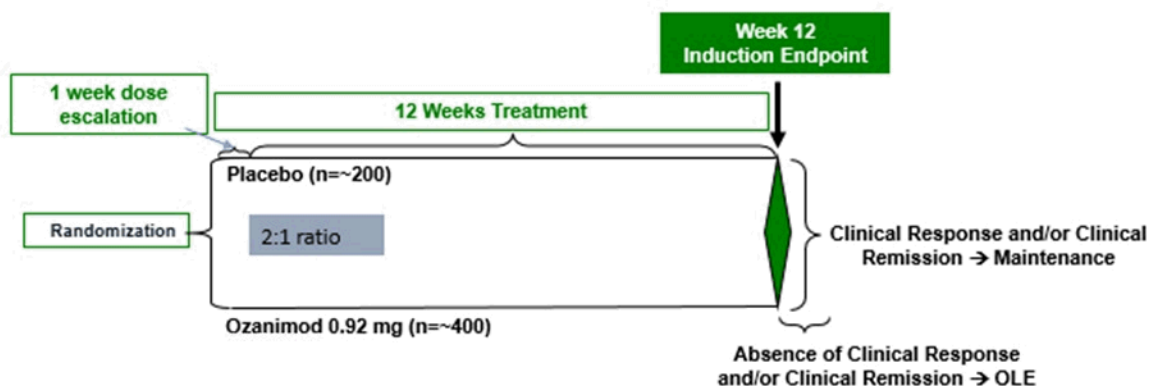 Week 12
Induction Endpoint
1 week dose
escalation
12 Weeks Treatment
Placebo (n=~200)
Randomization
2:1 ratio
Clinical Response and/or Clinical
Remission → Maintenance
Ozanimod 0.92 mg (n=~400)
Absence of Clinical Response
and/or Clinical Remission → OLE